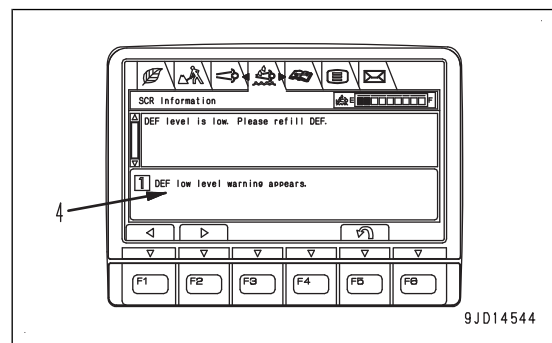 SCR Information
E F
DEF level is low. Please refill DEF.
1 DEF low level warning appears.
4
F1 F2 F3 F4 F5 F6
9JD14544